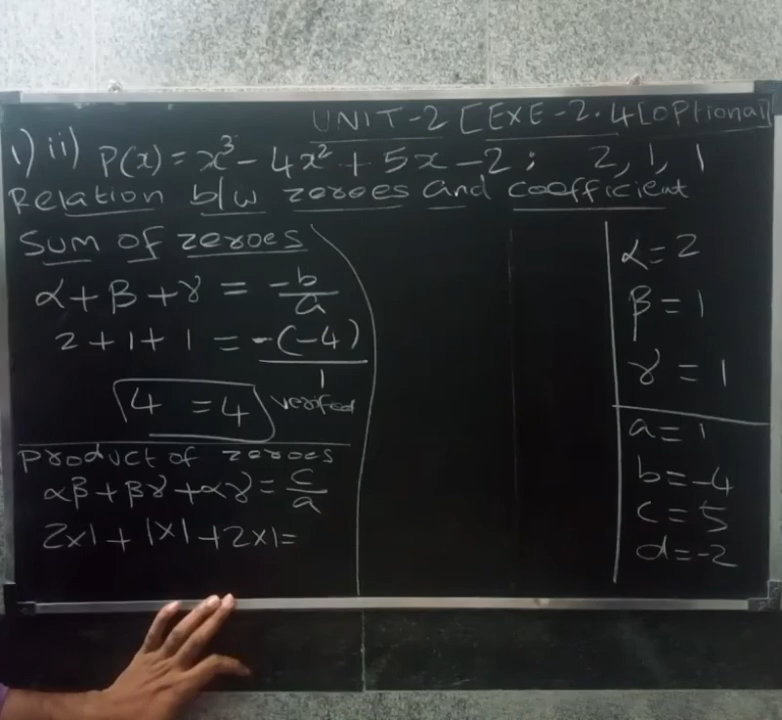 UNIT-2 [EXE-2.4[Optional]
1) ii) P(x) = x³ - 4x² + 5x - 2 ; 2, 1, 1
Relation b/w zeroes and coefficient
Sum of zeroes
α + β + γ = -b/a
2 + 1 + 1 = -(-4)/1
4 = 4 verifed
product of zeroes
αβ + βγ + αγ = c/a
2×1 + 1×1 + 2×1 =
α = 2
β = 1
γ = 1
a = 1
b = -4
c = 5
d = -2